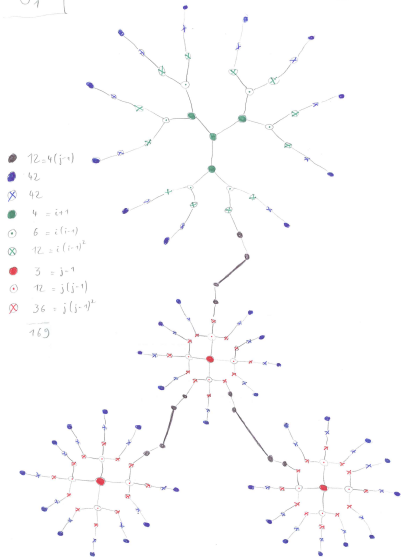 12 = 4(j-1)
42
42
4 = i+1
6 = i(i-1)
12 = i(i-1)²
3 = j-1
12 = j(j-1)
36 = j(j-1)²
169